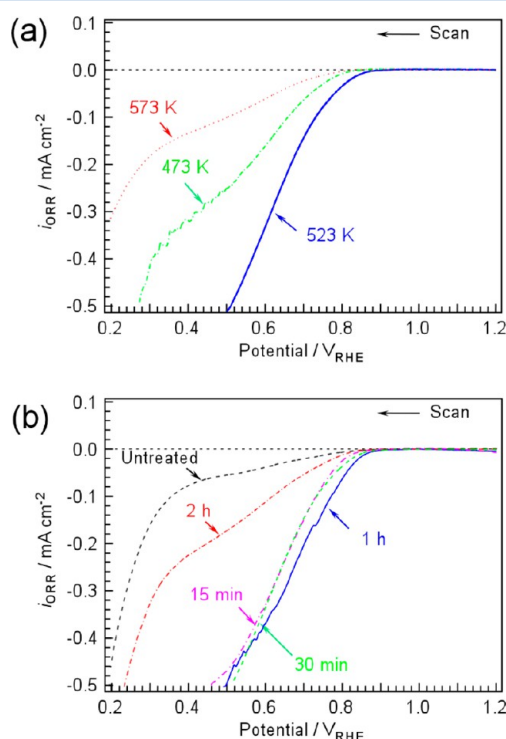 (a)
Scan
0.1
0.0
-0.1
-0.2
-0.3
-0.4
-0.5
573 K
473 K
523 K
i_ORR / mA cm⁻²
0.2 0.4 0.6 0.8 1.0 1.2
Potential / V_RHE
(b)
Scan
0.1
0.0
-0.1
-0.2
-0.3
-0.4
-0.5
Untreated
2 h
1 h
15 min
30 min
i_ORR / mA cm⁻²
0.2 0.4 0.6 0.8 1.0 1.2
Potential / V_RHE